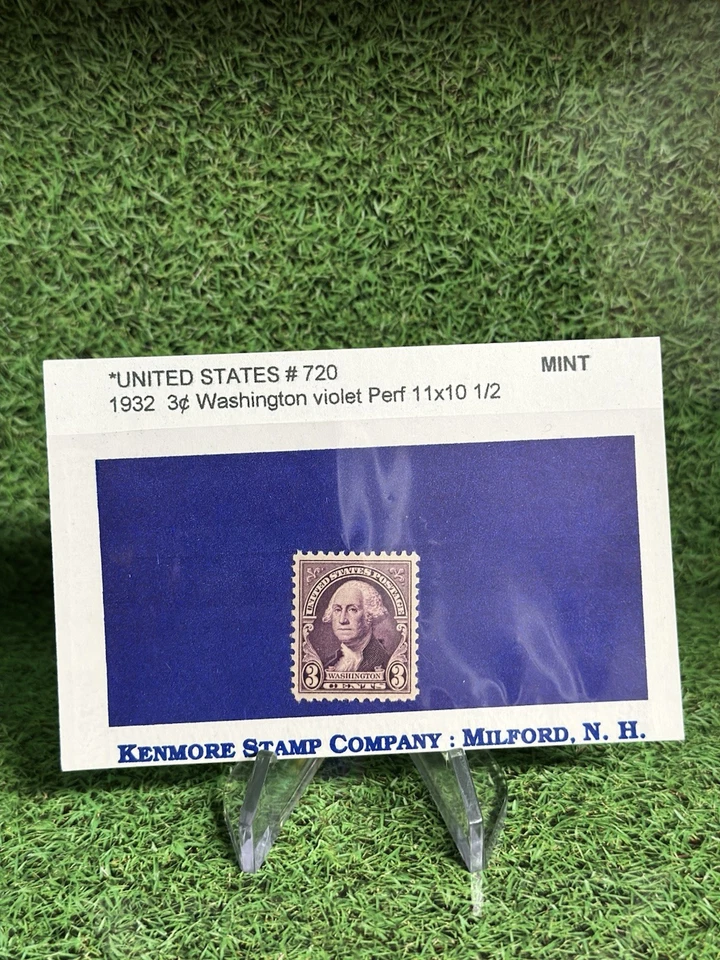 *UNITED STATES # 720
MINT
1932 3¢ Washington violet Perf 11x10 1/2
UNITED STATES POSTAGE
3 WASHINGTON 3
CENTS
KENMORE STAMP COMPANY : MILFORD, N. H.